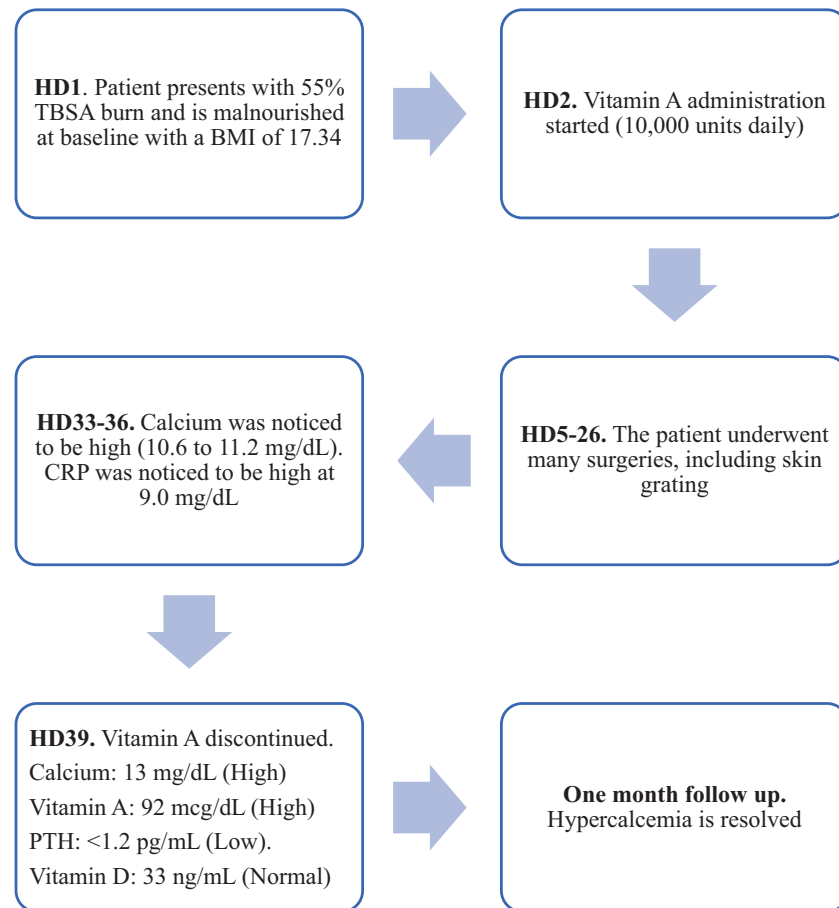 HD1. Patient presents with 55%
TBSA burn and is malnourished
at baseline with a BMI of 17.34
HD2. Vitamin A administration
started (10,000 units daily)
HD5-26. The patient underwent
many surgeries, including skin
grating
HD33-36. Calcium was noticed
to be high (10.6 to 11.2 mg/dL).
CRP was noticed to be high at
9.0 mg/dL
HD39. Vitamin A discontinued.
Calcium: 13 mg/dL (High)
Vitamin A: 92 mcg/dL (High)
PTH: <1.2 pg/mL (Low).
Vitamin D: 33 ng/mL (Normal)
One month follow up.
Hypercalcemia is resolved